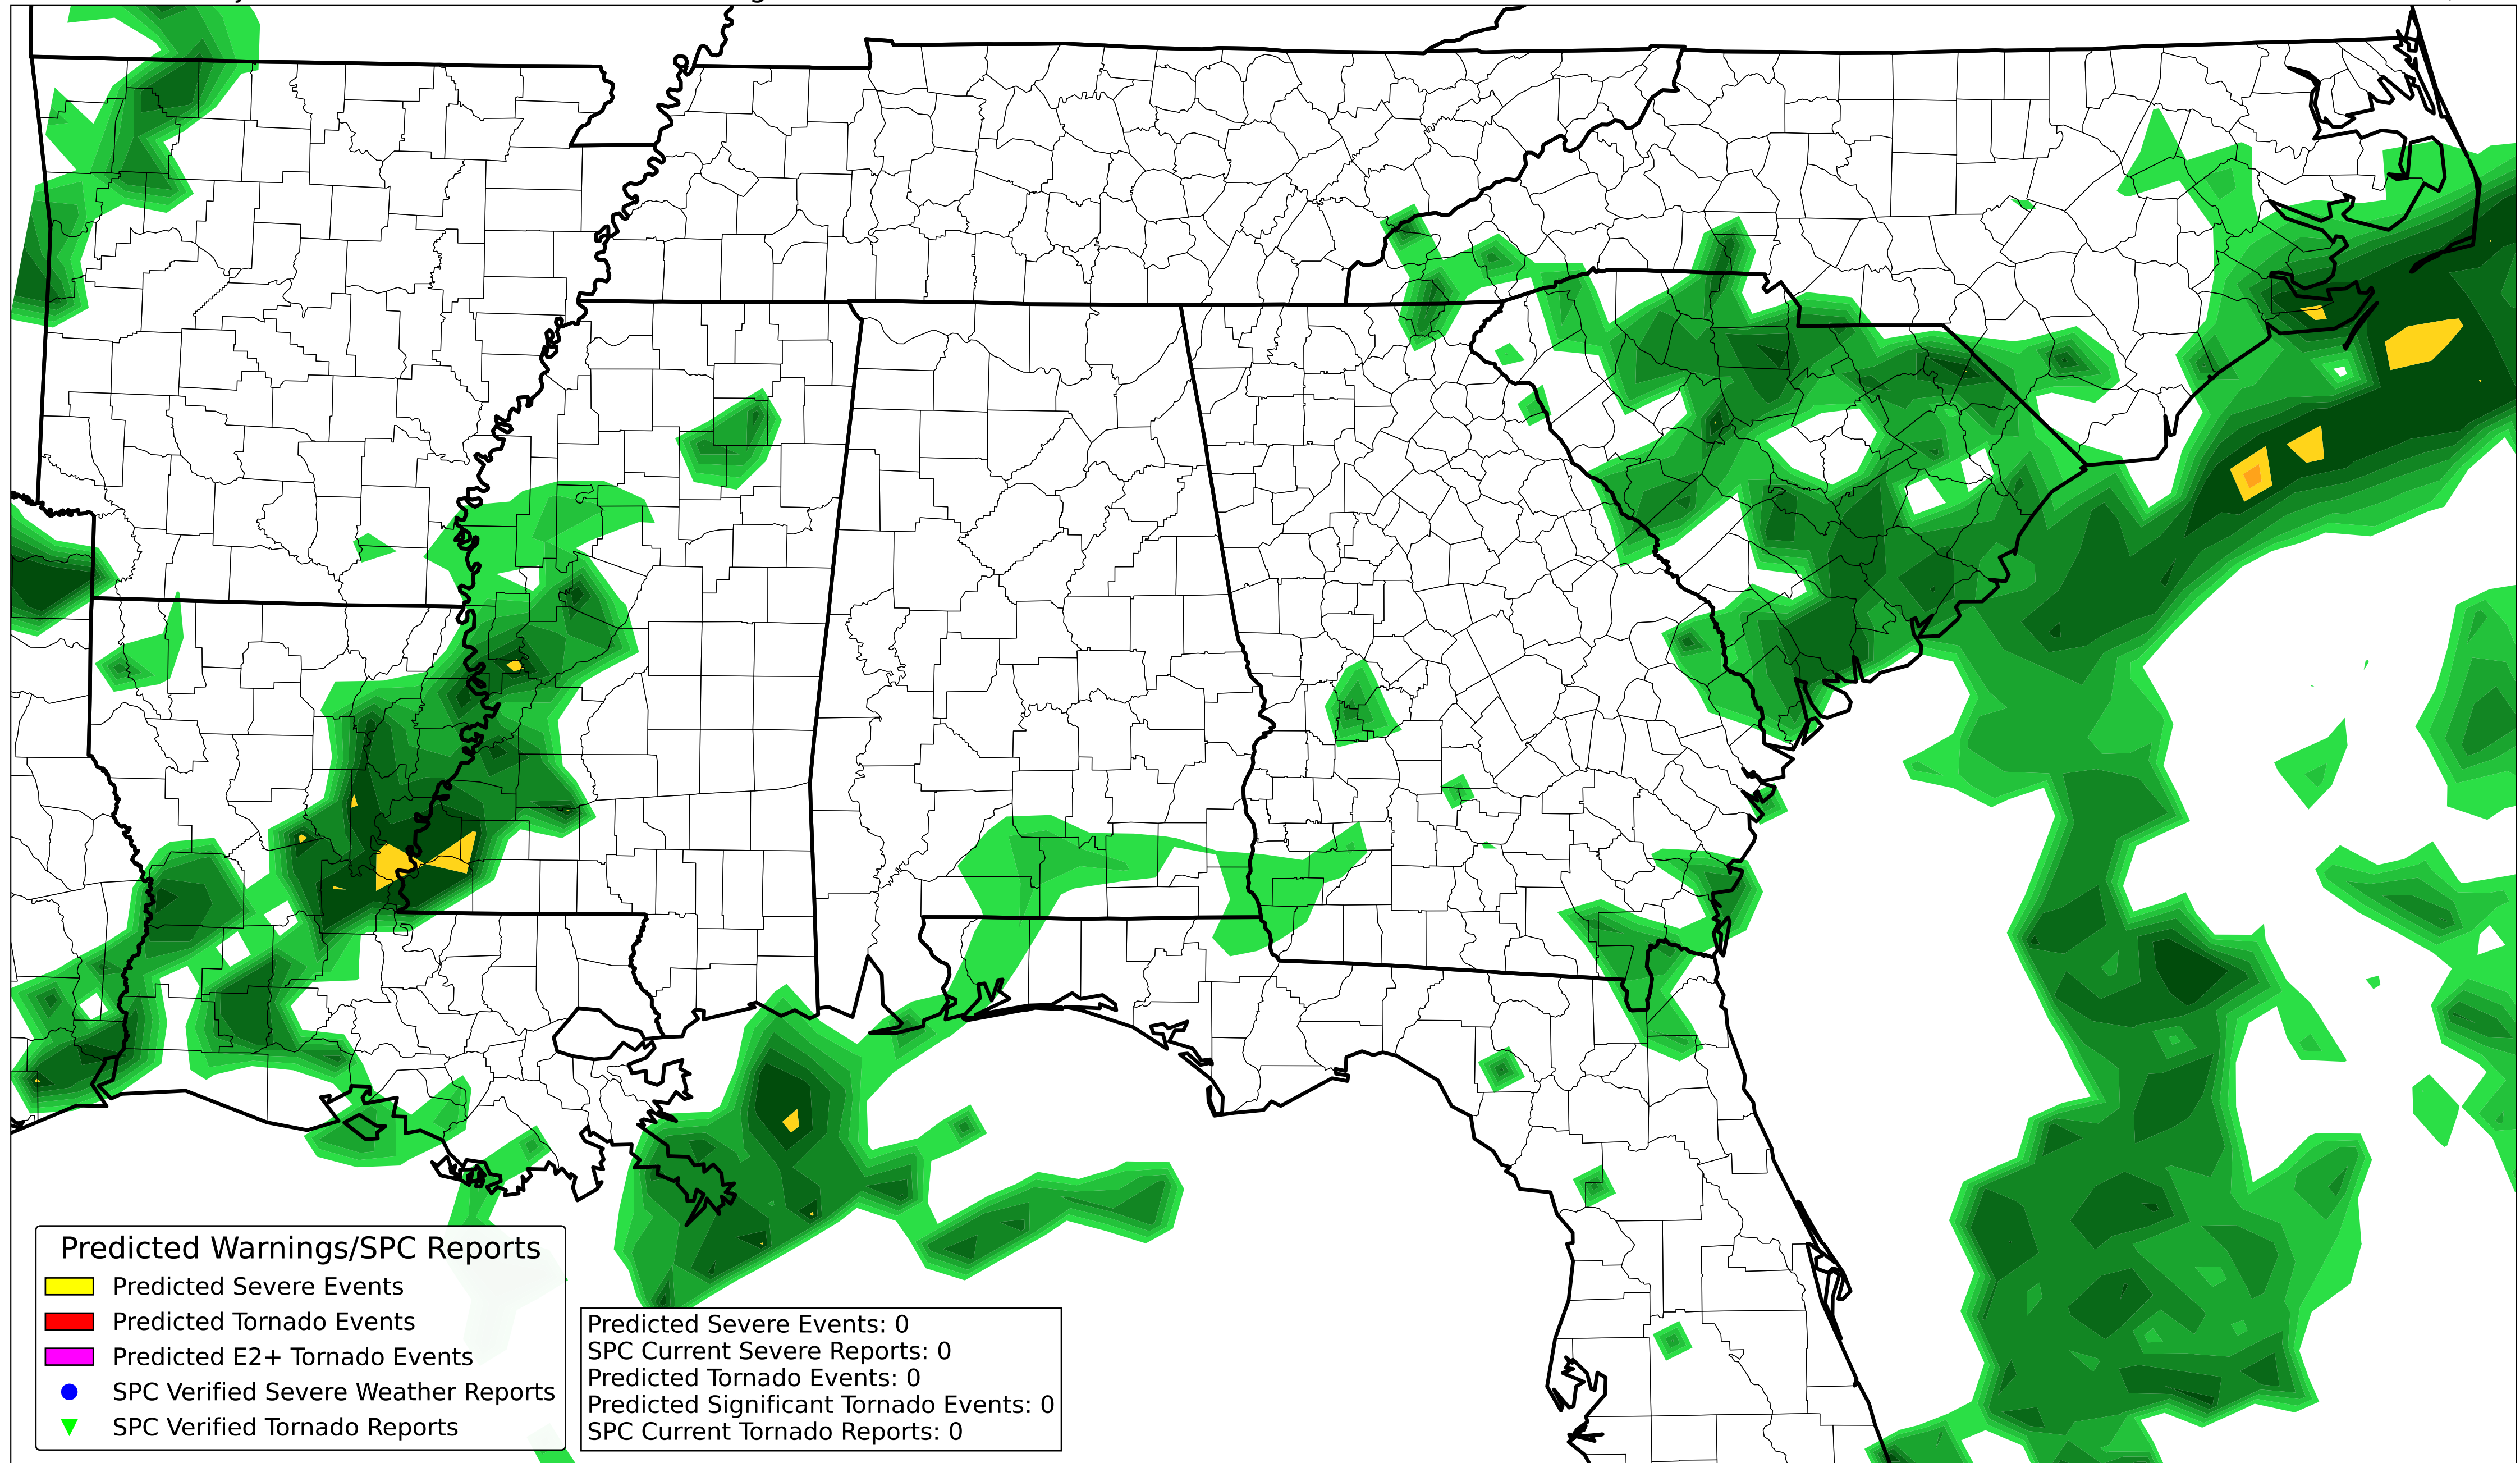 Predicted Warnings/SPC Reports
Predicted Severe Events
Predicted Tornado Events
Predicted E2+ Tornado Events
SPC Verified Severe Weather Reports
SPC Verified Tornado Reports
Predicted Severe Events: 0
SPC Current Severe Reports: 0
Predicted Tornado Events: 0
Predicted Significant Tornado Events: 0
SPC Current Tornado Reports: 0